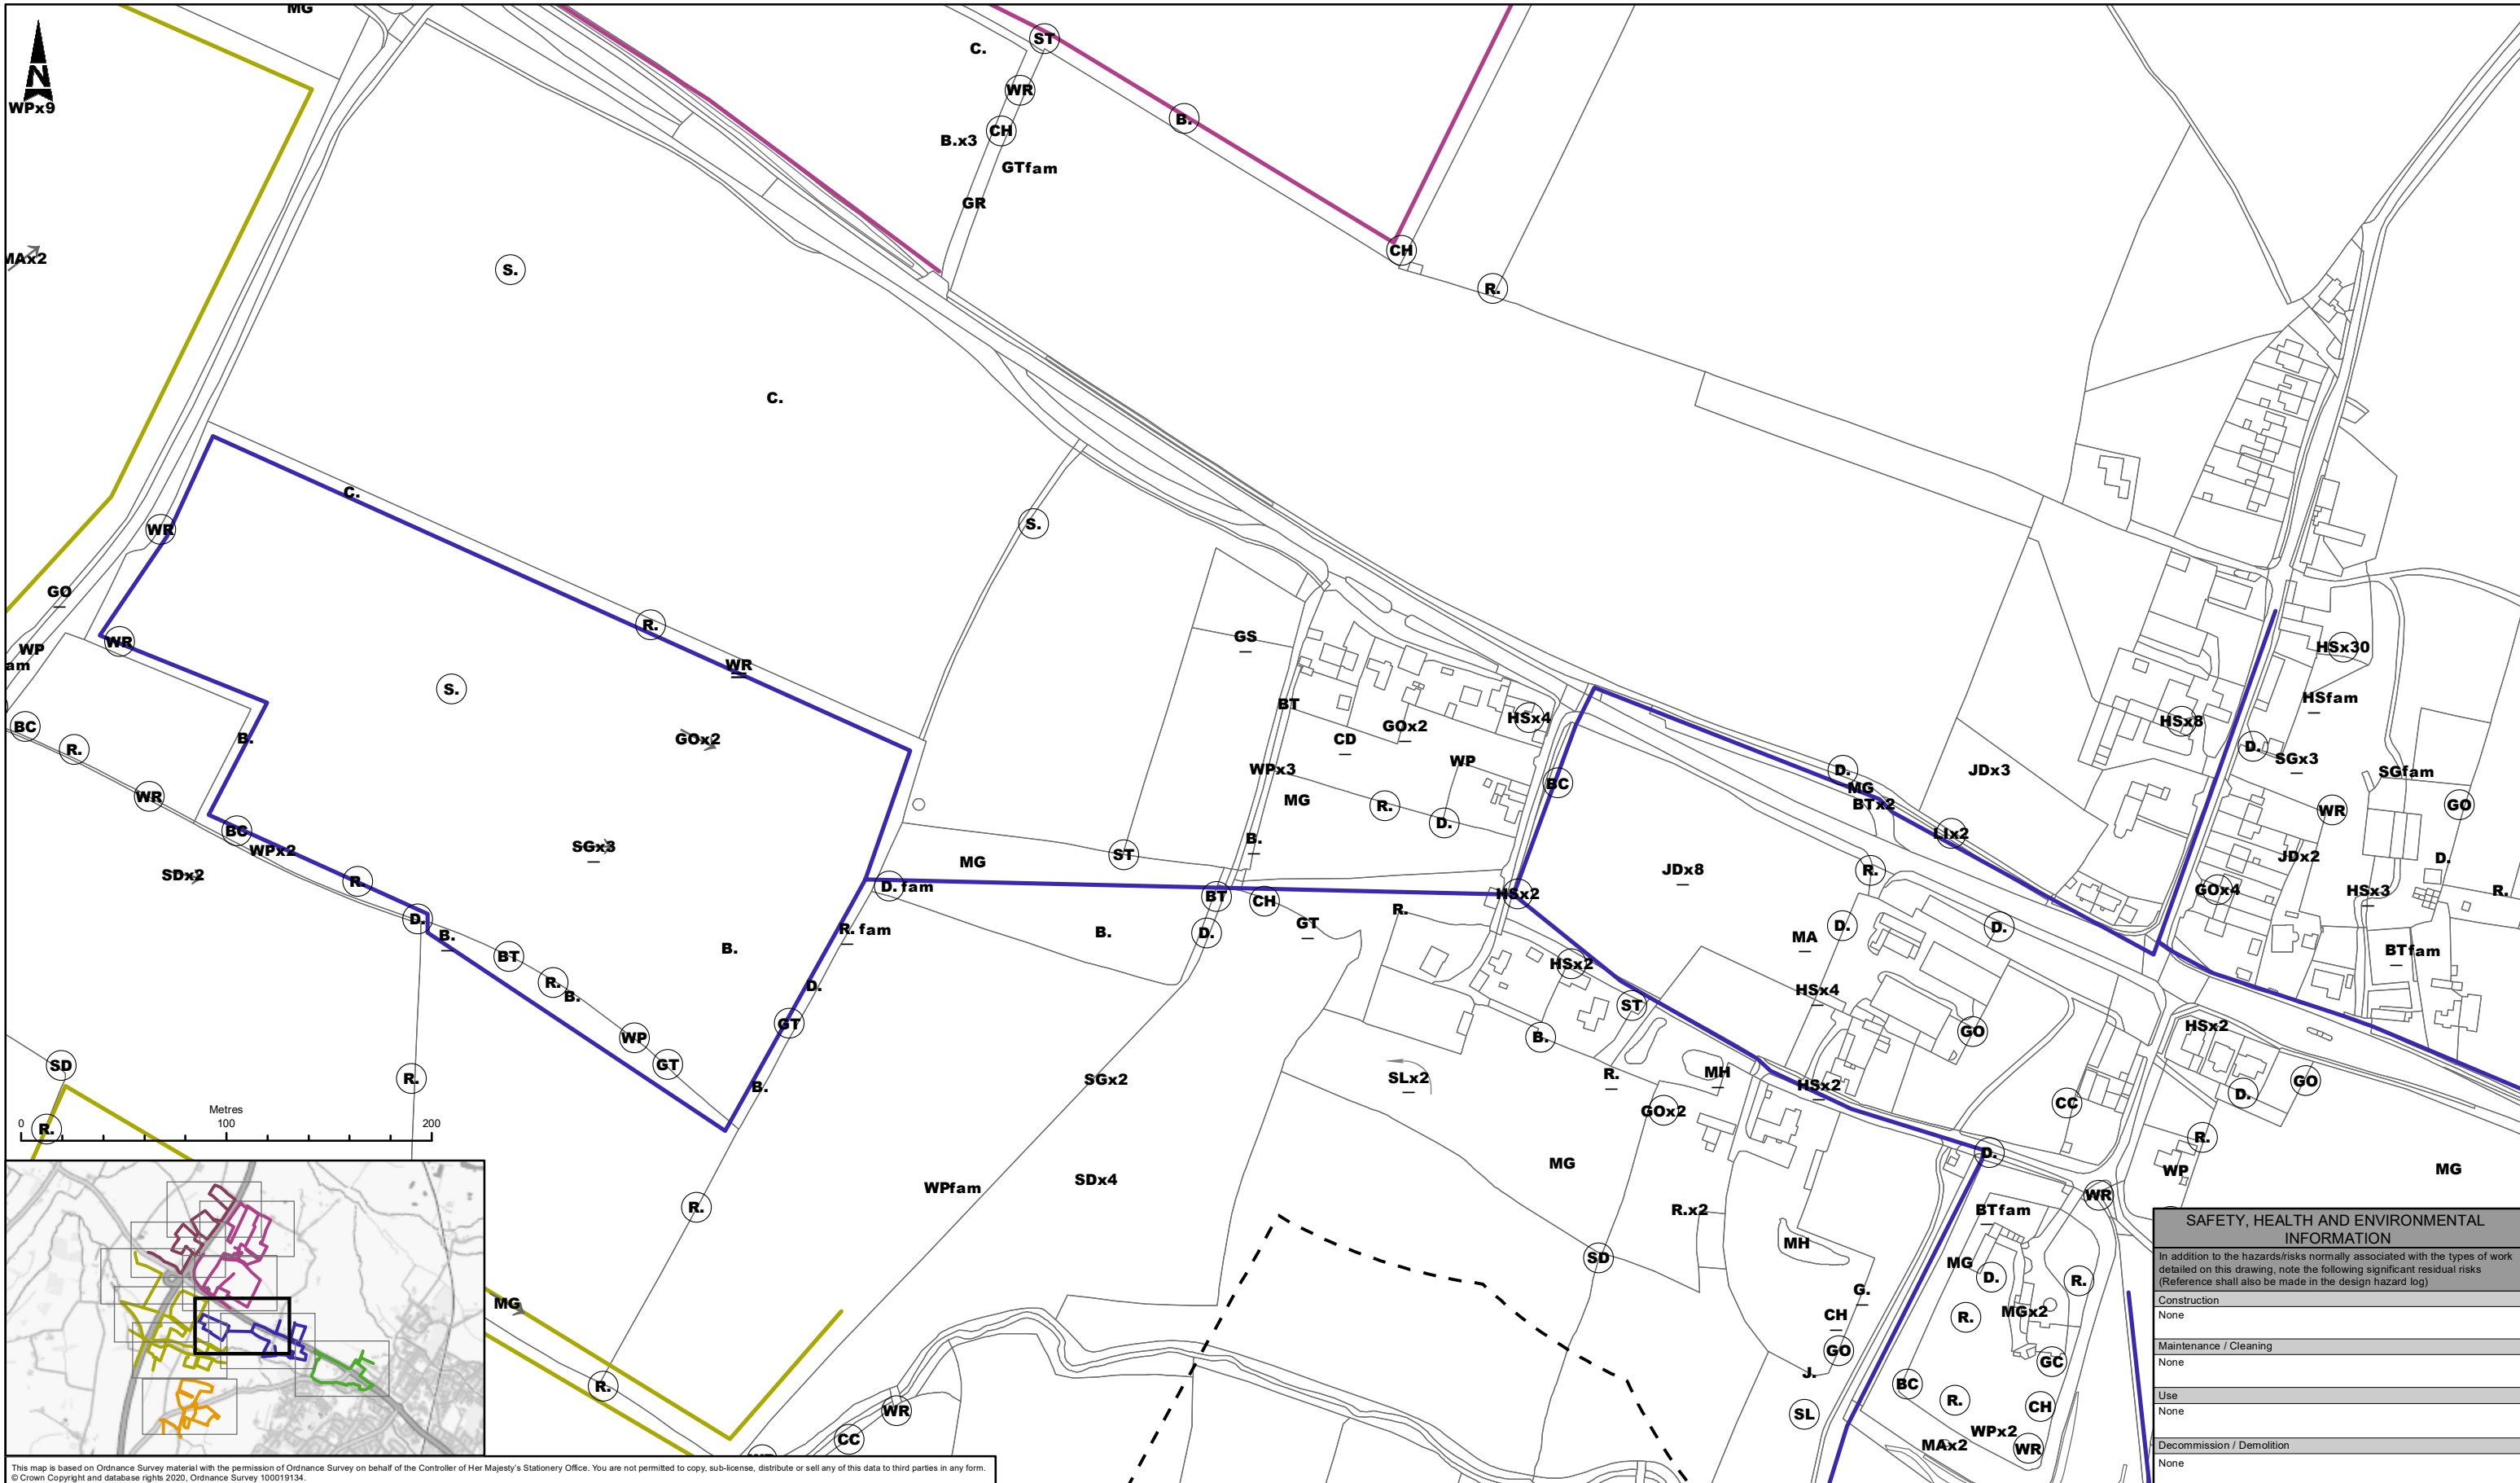 MG
N
WPx9
C.
ST
WR
B.
B.x3
CH
GTfam
GR
MAx2
S.
CH
R.
C.
C.
WR
S.
GO
WR
WP
R.
WR
GS
HSx30
S.
BT
HSfam
BC
R.
B.
GOx2
CD
GOx2
HSx4
HSx8
D.
SGx3
WPx3
WP
D.
JDx3
SGfam
WR
MG
R.
D.
BC
MG
BTx2
WR
GO
BC
WPx2
SGx3
ST
B.
LIx2
JDx2
D.
SDx2
R.
MG
JDx8
R.
GOx4
HSx3
R.
D. fam
BT
CH
HSx2
D.
B.
R. fam
B.
D.
GT
R.
MA
D.
D.
BTfam
BT
B.
HSx2
R.
B.
D.
HSx4
ST
GT
WP
B.
GO
HSx2
SD
R.
GT
B.
SGx2
SLx2
R.
MH
HSx2
GO
D.
GOx2
CC
R.
Metres
0
100
200
R.
D.
WPfam
SDx4
MG
WP
MG
WR
R.
R.x2
BTfam
SD
MH
MG
D.
R.
MG
G.
CH
R.
MGx2
GO
GC
R.
J.
BC
R.
CH
WR
SL
WPx2
CC
MAx2
WR
SAFETY, HEALTH AND ENVIRONMENTAL
INFORMATION
In addition to the hazards/risks normally associated with the types of work
detailed on this drawing, note the following significant residual risks
(Reference shall also be made in the design hazard log)
Construction
None
Maintenance / Cleaning
None
Use
None
Decommission / Demolition
None
This map is based on Ordnance Survey material with the permission of Ordnance Survey on behalf of the Controller of Her Majesty's Stationery Office. You are not permitted to copy, sub-license, distribute or sell any of this data to third parties in any form.
© Crown Copyright and database rights 2020, Ordnance Survey 100019134.